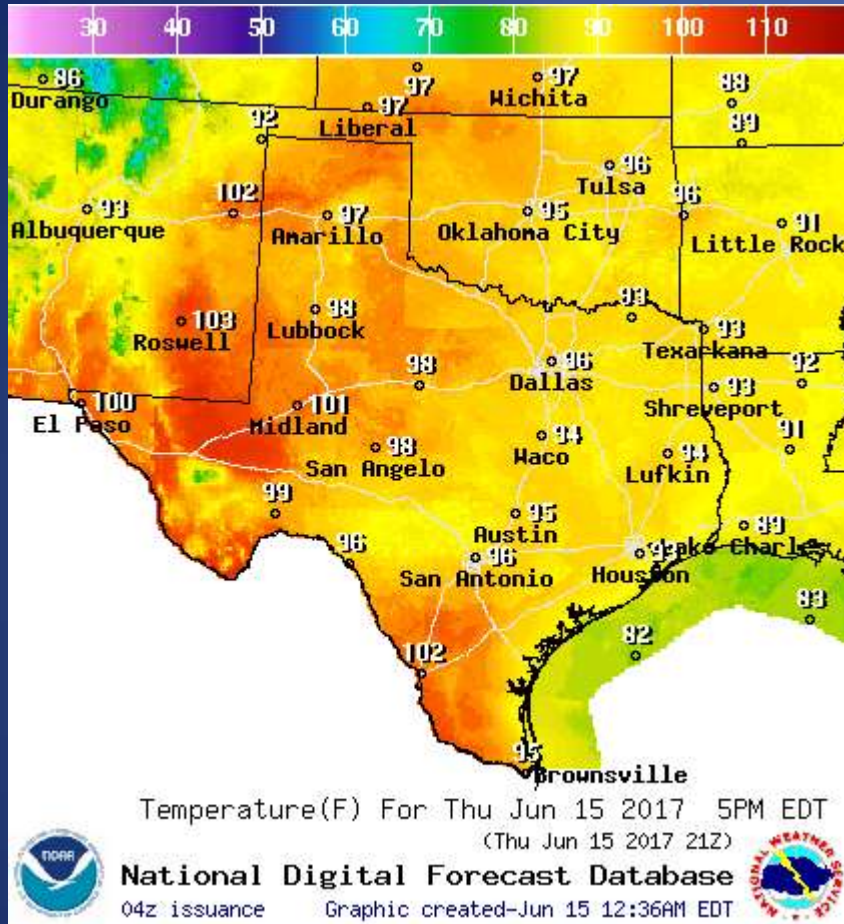 30 40 50 60 70 80 90 100 110
86
Durango
97
97
Wichita
88
97
Liberal
92
89
96
Tulsa
93
Albuquerque
102
97
Amarillo
95
Oklahoma City
96
91
Little Rock
103
Roswell
98
Lubbock
93
93
Texarkana
98
96
Dallas
92
93
Shreveport
100
El Paso
101
Midland
98
San Angelo
94
Waco
94
Lufkin
91
99
95
Austin
89
Lake Charles
96
96
San Antonio
93
Houston
83
82
102
95
Brownsville
Temperature(F) For Thu Jun 15 2017 5PM EDT
(Thu Jun 15 2017 21Z)
NOAA
National Digital Forecast Database
04z issuance Graphic created-Jun 15 12:36AM EDT
NATIONAL WEATHER SERVICE